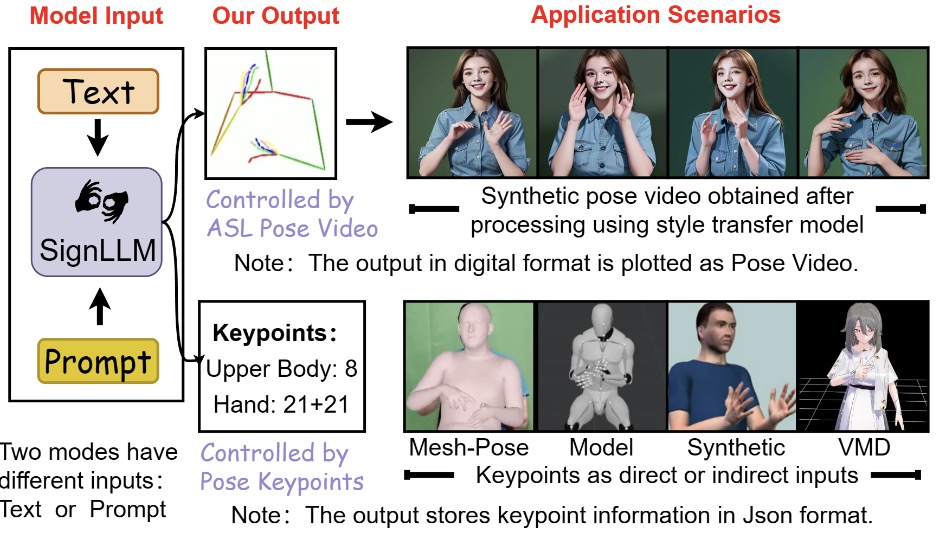 Model Input
Our Output
Application Scenarios
Text
SignLLM
Prompt
Controlled by
ASL Pose Video
Synthetic pose video obtained after
processing using style transfer model
Note： The output in digital format is plotted as Pose Video.
Keypoints：
Upper Body: 8
Hand: 21+21
Controlled by
Pose Keypoints
Mesh-Pose Model Synthetic VMD
Keypoints as direct or indirect inputs
Two modes have
different inputs：
Text or Prompt
Note： The output stores keypoint information in Json format.